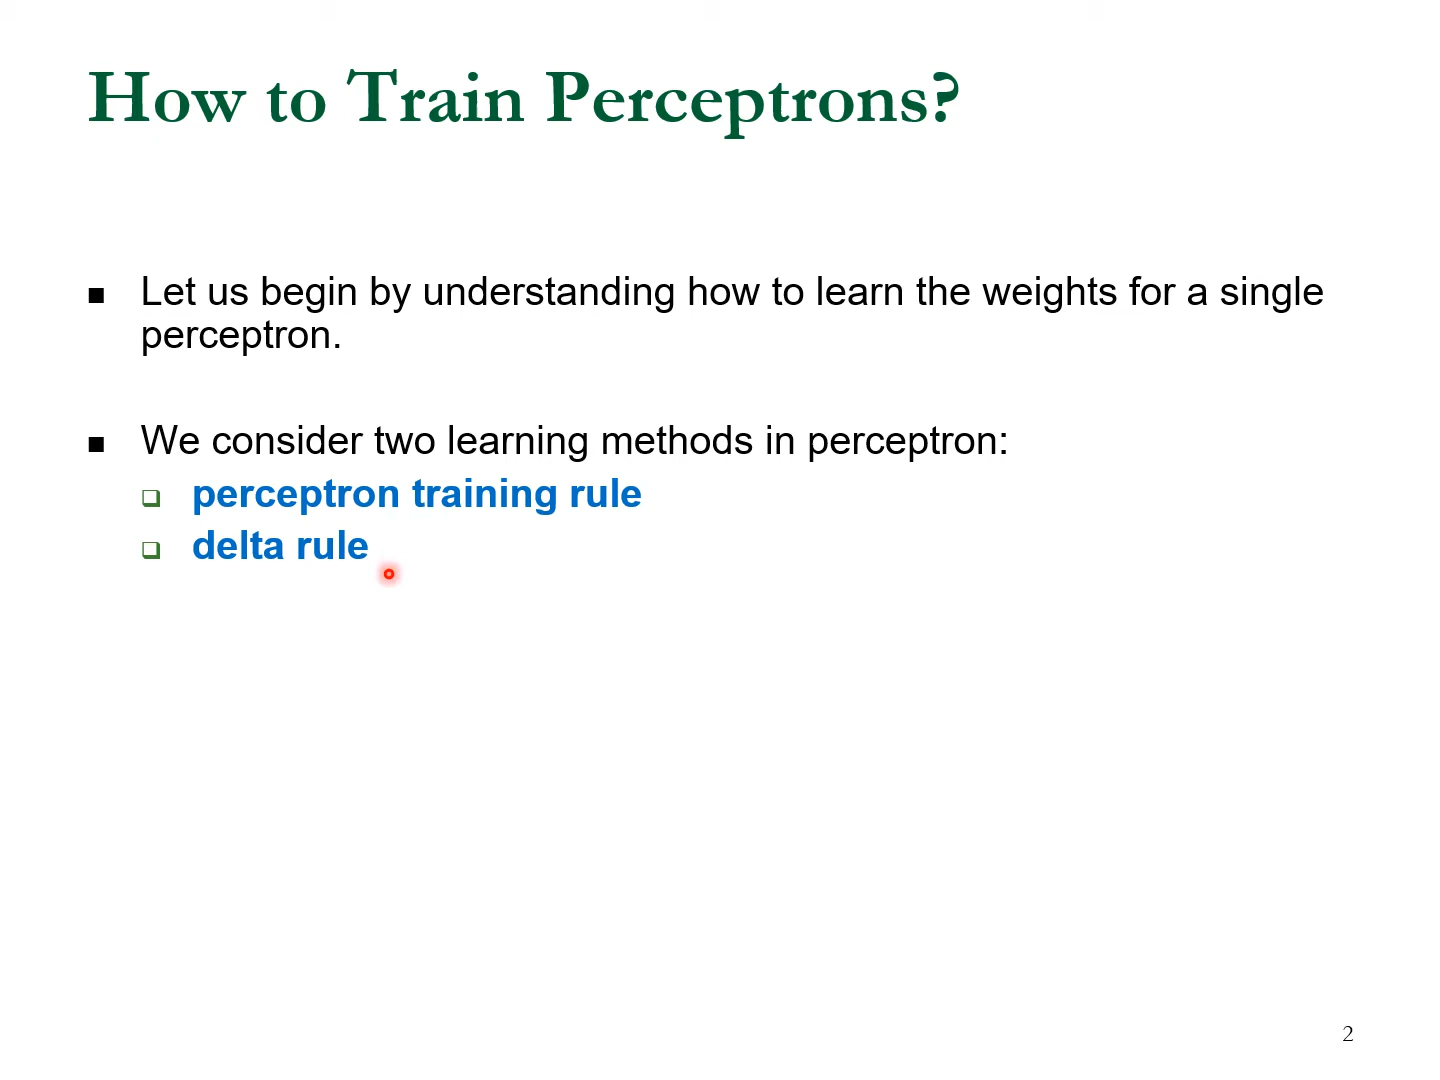 How to Train Perceptrons?
Let us begin by understanding how to learn the weights for a single
perceptron.
We consider two learning methods in perceptron:
perceptron training rule
delta rule
2